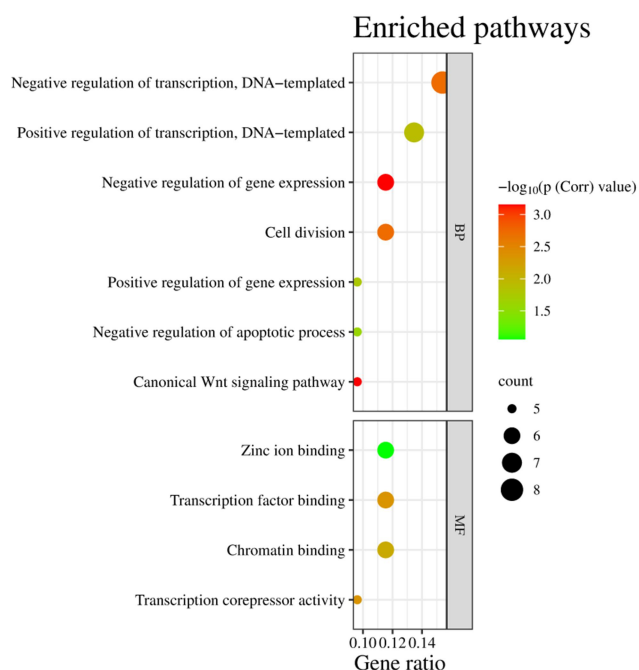 Enriched pathways
Negative regulation of transcription, DNA−templated
Positive regulation of transcription, DNA−templated
Negative regulation of gene expression
Cell division
Positive regulation of gene expression
Negative regulation of apoptotic process
Canonical Wnt signaling pathway
BP
Zinc ion binding
Transcription factor binding
Chromatin binding
Transcription corepressor activity
MF
0.10 0.12 0.14
Gene ratio
−log₁₀(p (Corr) value)
3.0
2.5
2.0
1.5
count
5
6
7
8